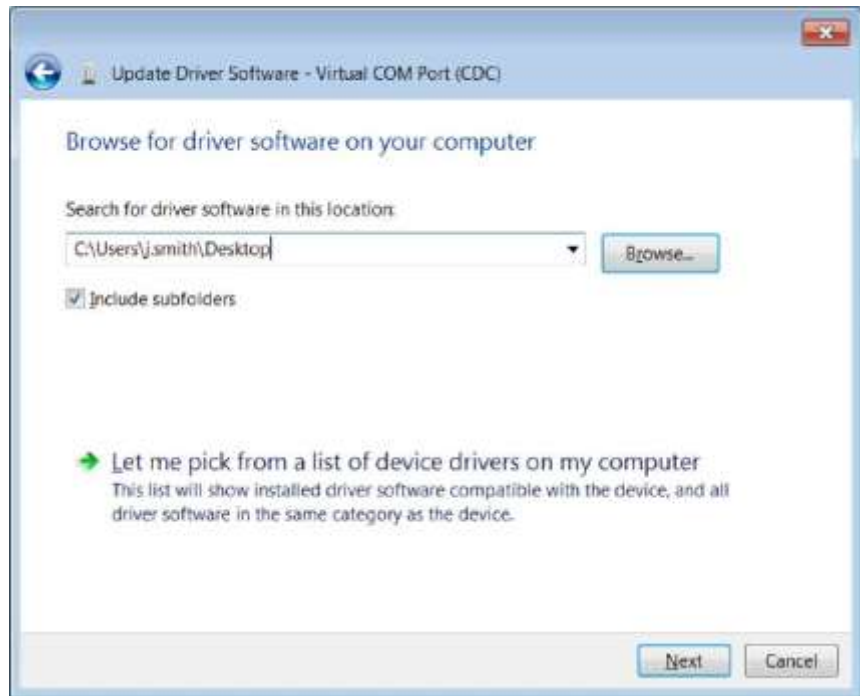 Update Driver Software - Virtual COM Port (CDC)
Browse for driver software on your computer
Search for driver software in this location:
C:\Users\j.smith\Desktop
Browse...
Include subfolders
Let me pick from a list of device drivers on my computer
This list will show installed driver software compatible with the device, and all
driver software in the same category as the device.
Next
Cancel